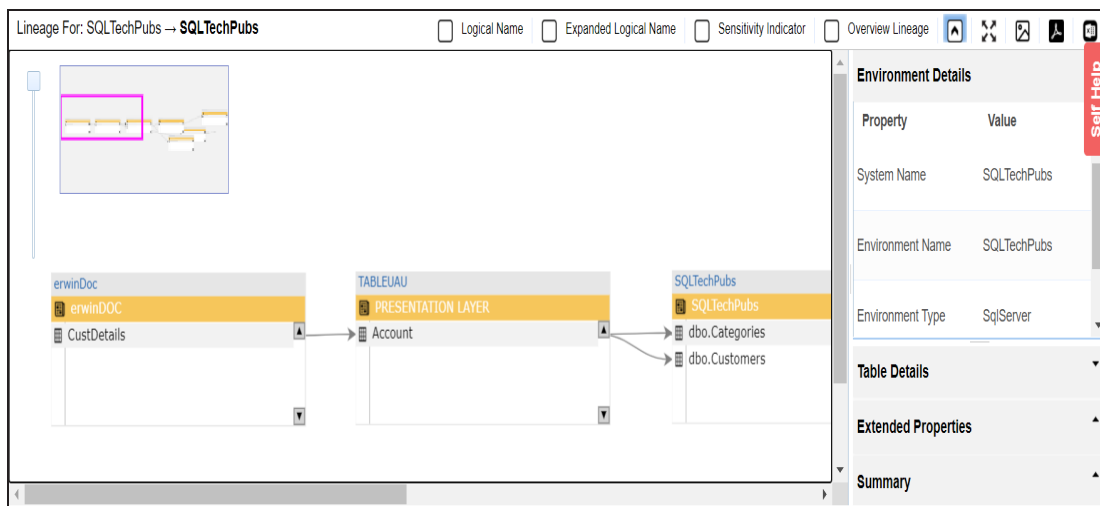 Lineage For: SQLTechPubs → SQLTechPubs
Logical Name
Expanded Logical Name
Sensitivity Indicator
Overview Lineage
Self Help
erwinDoc
erwinDOC
CustDetails
TABLEUAU
PRESENTATION LAYER
Account
SQLTechPubs
SQLTechPubs
dbo.Categories
dbo.Customers
Environment Details
Property Value
System Name SQLTechPubs
Environment Name SQLTechPubs
Environment Type SqlServer
Table Details
Extended Properties
Summary